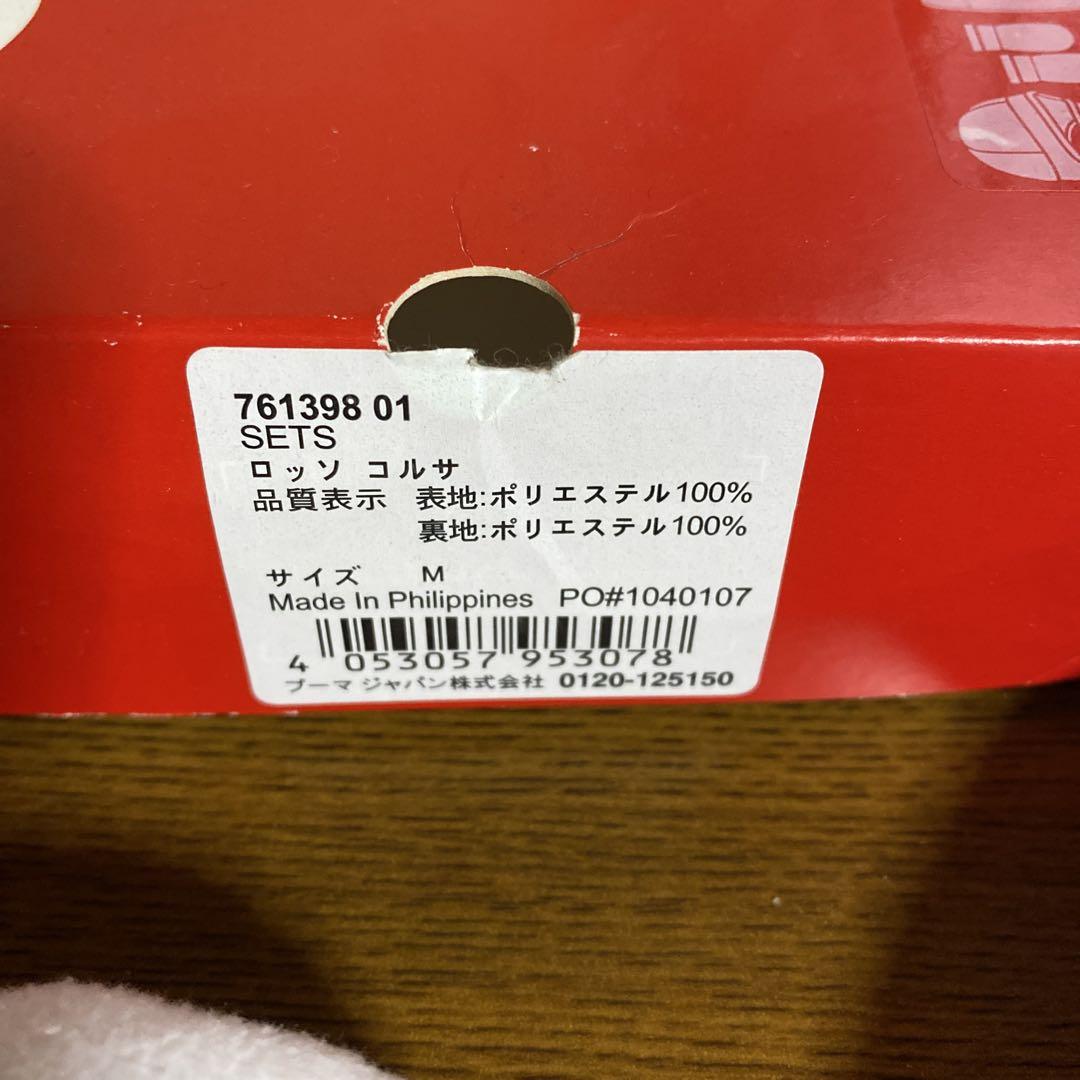 761398 01
SETS
ロッソ コルサ
品質表示 表地:ポリエステル100%
裏地:ポリエステル100%
サイズ M
Made In Philippines PO#1040107
4 053057 953078
プーマ ジャパン株式会社 0120-125150